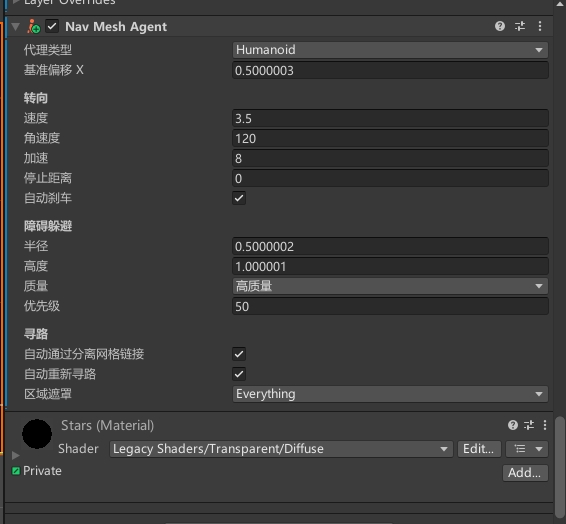 Layer Overrides
Nav Mesh Agent
代理类型 Humanoid
基准偏移 X 0.5000003
转向
速度 3.5
角速度 120
加速 8
停止距离 0
自动刹车
障碍躲避
半径 0.5000002
高度 1.000001
质量 高质量
优先级 50
寻路
自动通过分离网格链接
自动重新寻路
区域遮罩 Everything
Stars (Material)
Shader Legacy Shaders/Transparent/Diffuse Edit...
Private
Add...